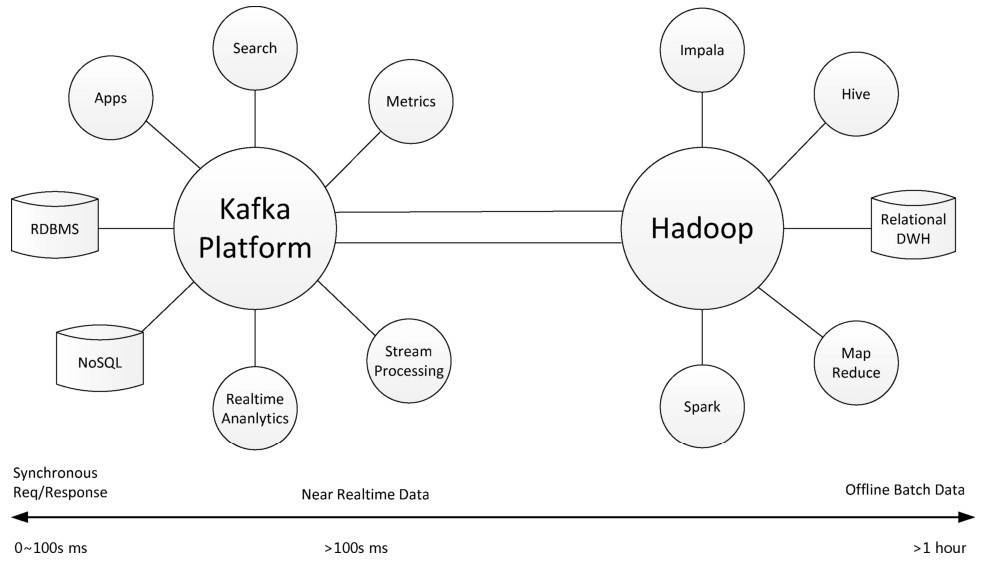 Search
Impala
Apps
Metrics
Hive
Kafka
Platform
Hadoop
RDBMS
Relational
DWH
NoSQL
Stream
Processing
Map
Reduce
Realtime
Ananlytics
Spark
Synchronous
Req/Response
Near Realtime Data
Offline Batch Data
0~100s ms
>100s ms
>1 hour